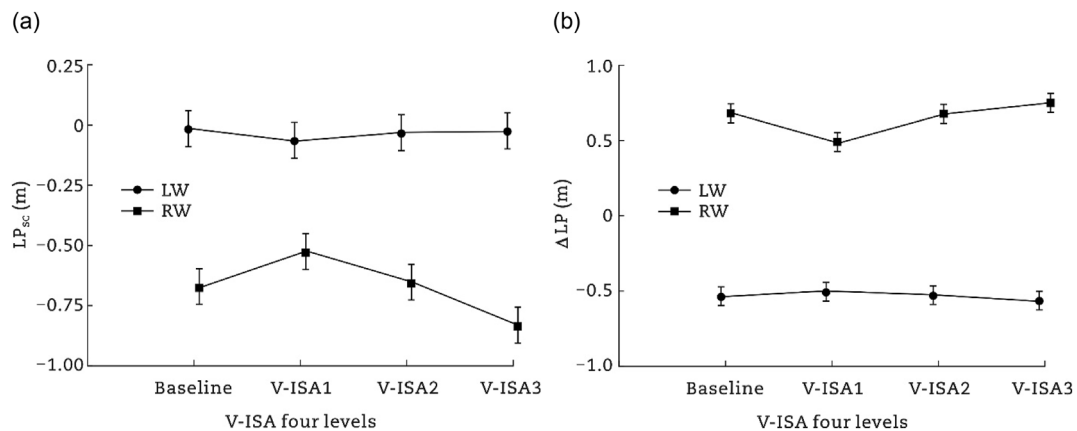 (a)
0.25
0
−0.25
−0.50
−0.75
−1.00
LPsc (m)
LW
RW
Baseline V-ISA1 V-ISA2 V-ISA3
V-ISA four levels
(b)
1.0
0.5
0
−0.5
−1.0
Δ LP (m)
LW
RW
Baseline V-ISA1 V-ISA2 V-ISA3
V-ISA four levels